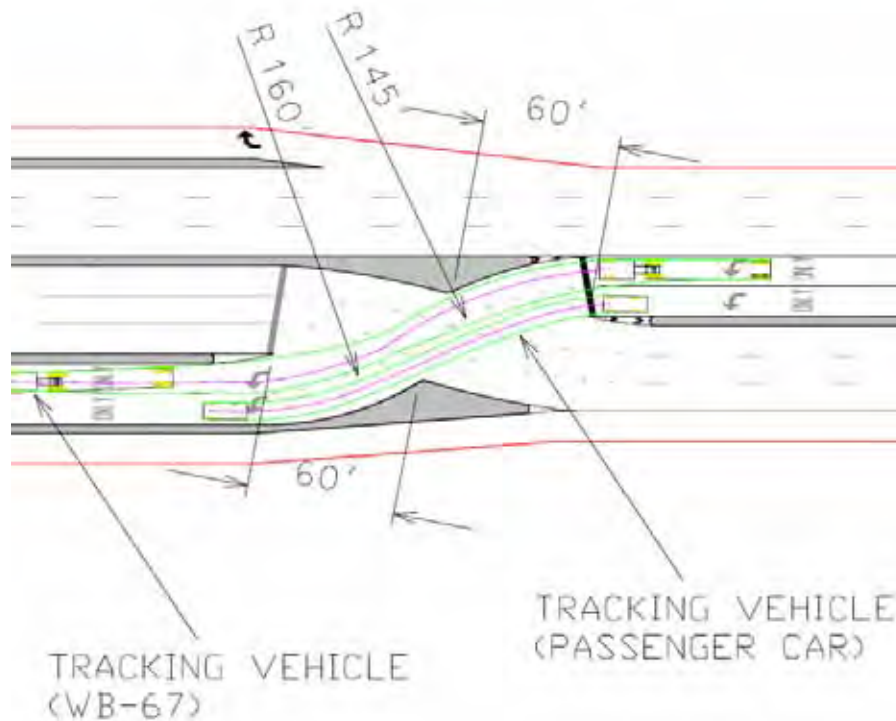 R 160
R 145
60'
60'
TRACKING VEHICLE
(PASSENGER CAR)
TRACKING VEHICLE
(WB-67)